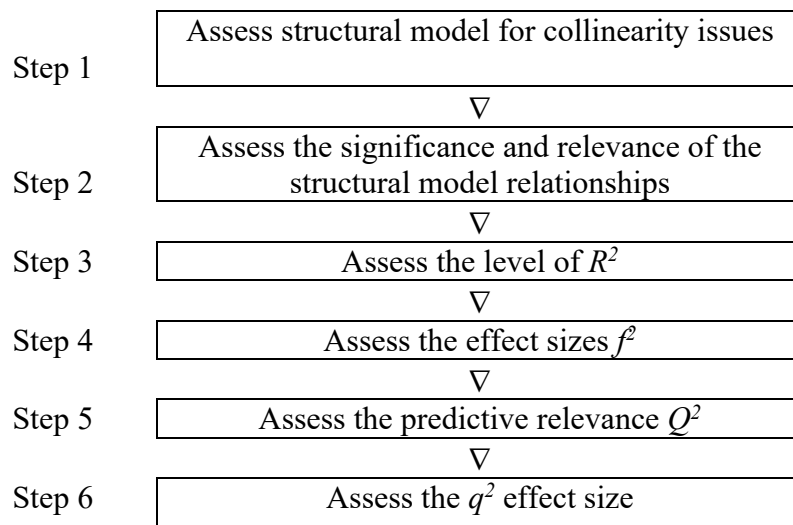 Assess structural model for collinearity issues
Step 1
∇
Assess the significance and relevance of the
Step 2 structural model relationships
∇
Step 3 Assess the level of R²
∇
Step 4 Assess the effect sizes f²
∇
Step 5 Assess the predictive relevance Q²
∇
Step 6 Assess the q² effect size